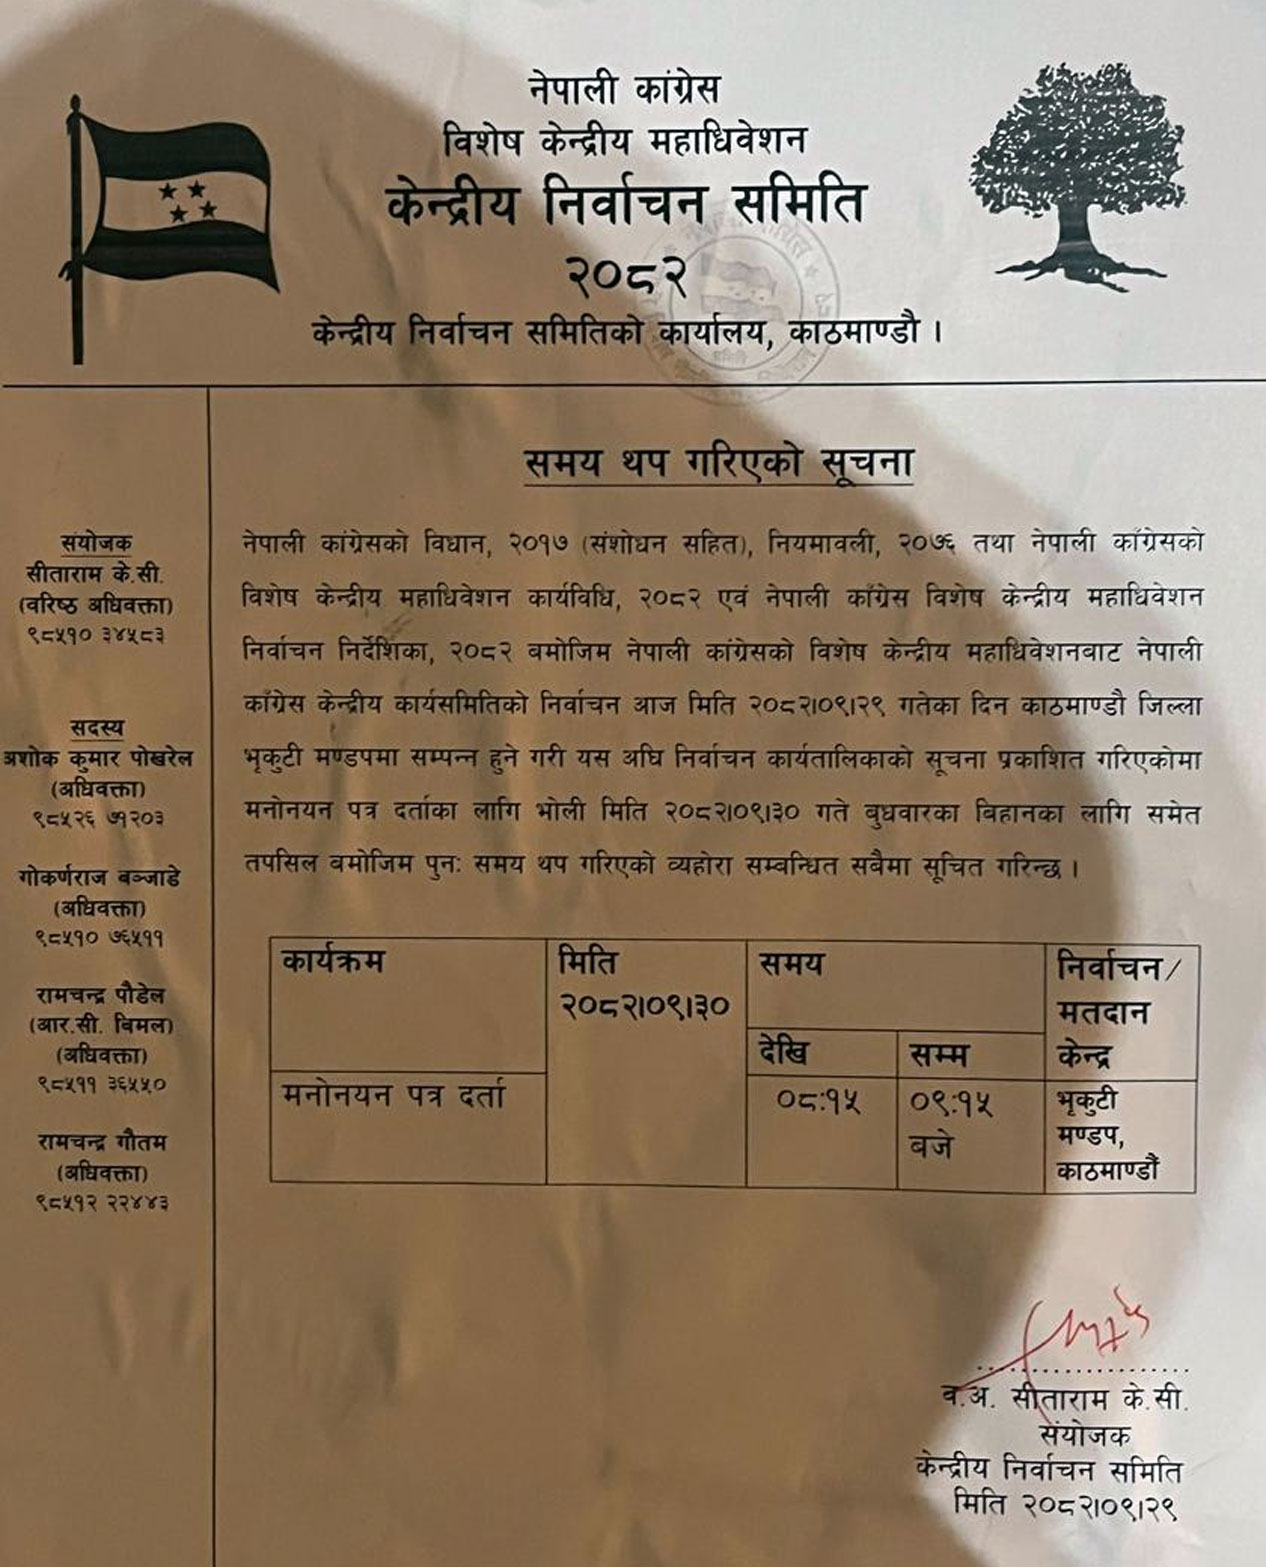 नेपाली कांग्रेस
विशेष केन्द्रीय महाधिवेशन
केन्द्रीय निर्वाचन समिति
२०८२
केन्द्रीय निर्वाचन समितिको कार्यालय, काठमाण्डौ ।
समय थप गरिएको सूचना
संयोजक
सीताराम के.सी.
(वरिष्ठ अधिवक्ता)
९८५१० ३४५८३
सदस्य
अशोक कुमार पोखरेल
(अधिवक्ता)
९८५२६ ७१२०३
गोकर्णराज बञ्जाडे
(अधिवक्ता)
९८५१० ७६५११
रामचन्द्र पौडेल
(आर.सी. बिमल)
(अधिवक्ता)
९८५११ ३६५५०
रामचन्द्र गौतम
(अधिवक्ता)
९८५१२ २२४४३
नेपाली कांग्रेसको विधान, २०१७ (संशोधन सहित), नियमावली, २०७६ तथा नेपाली काँग्रेसको
विशेष केन्द्रीय महाधिवेशन कार्यविधि, २०८२ एवं नेपाली काँग्रेस विशेष केन्द्रीय महाधिवेशन
निर्वाचन निर्देशिका, २०८२ बमोजिम नेपाली कांग्रेसको विशेष केन्द्रीय महाधिवेशनबाट नेपाली
काँग्रेस केन्द्रीय कार्यसमितिको निर्वाचन आज मिति २०८२।०९।२९ गतेका दिन काठमाण्डौ जिल्ला
भृकुटी मण्डपमा सम्पन्न हुने गरी यस अघि निर्वाचन कार्यतालिकाको सूचना प्रकाशित गरिएकोमा
मनोनयन पत्र दर्ताका लागि भोली मिति २०८२।०९।३० गते बुधवारका बिहानका लागि समेत
तपसिल बमोजिम पुनः समय थप गरिएको व्यहोरा सम्बन्धित सबैमा सूचित गरिन्छ ।
कार्यक्रम
मिति
२०८२।०९।३०
समय
निर्वाचन/
मतदान
केन्द्र
देखि
सम्म
मनोनयन पत्र दर्ता
०८:१५
०९:१५
बजे
भृकुटी
मण्डप,
काठमाण्डौं
व.अ. सीताराम के.सी.
संयोजक
केन्द्रीय निर्वाचन समिति
मिति २०८२।०९।२९